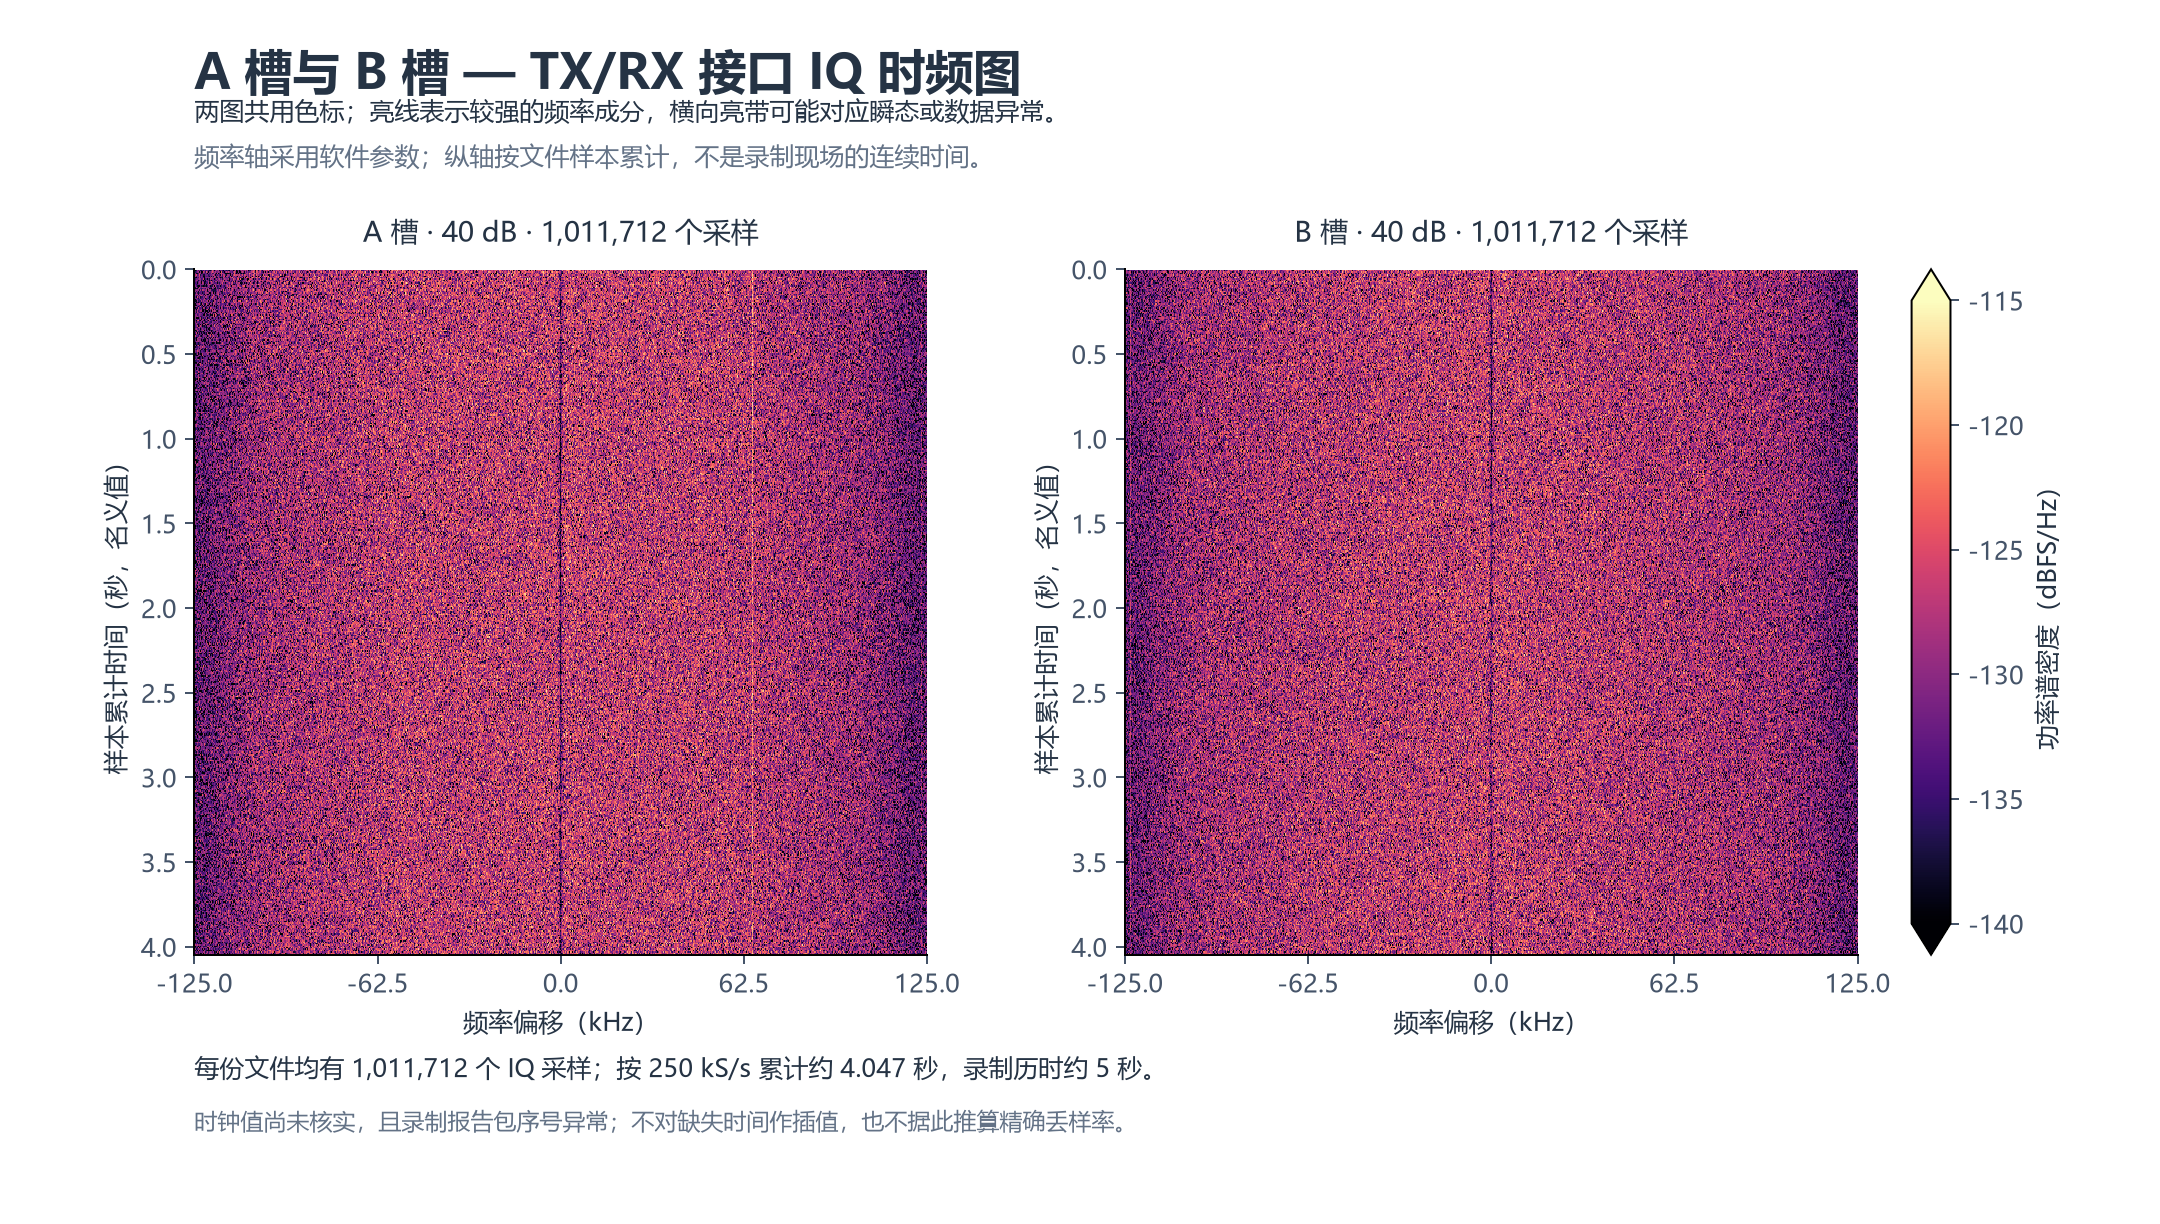 A 槽与 B 槽 — TX/RX 接口 IQ 时频图
两图共用色标；亮线表示较强的频率成分，横向亮带可能对应瞬态或数据异常。
频率轴采用软件参数；纵轴按文件样本累计，不是录制现场的连续时间。
A 槽 · 40 dB · 1,011,712 个采样
0.0
0.5
1.0
1.5
2.0
2.5
3.0
3.5
4.0
样本累计时间（秒，名义值）
-125.0
-62.5
0.0
62.5
125.0
频率偏移（kHz）
B 槽 · 40 dB · 1,011,712 个采样
0.0
0.5
1.0
1.5
2.0
2.5
3.0
3.5
4.0
样本累计时间（秒，名义值）
-125.0
-62.5
0.0
62.5
125.0
频率偏移（kHz）
-115
-120
-125
-130
-135
-140
功率谱密度（dBFS/Hz）
每份文件均有 1,011,712 个 IQ 采样；按 250 kS/s 累计约 4.047 秒，录制历时约 5 秒。
时钟值尚未核实，且录制报告包序号异常；不对缺失时间作插值，也不据此推算精确丢样率。